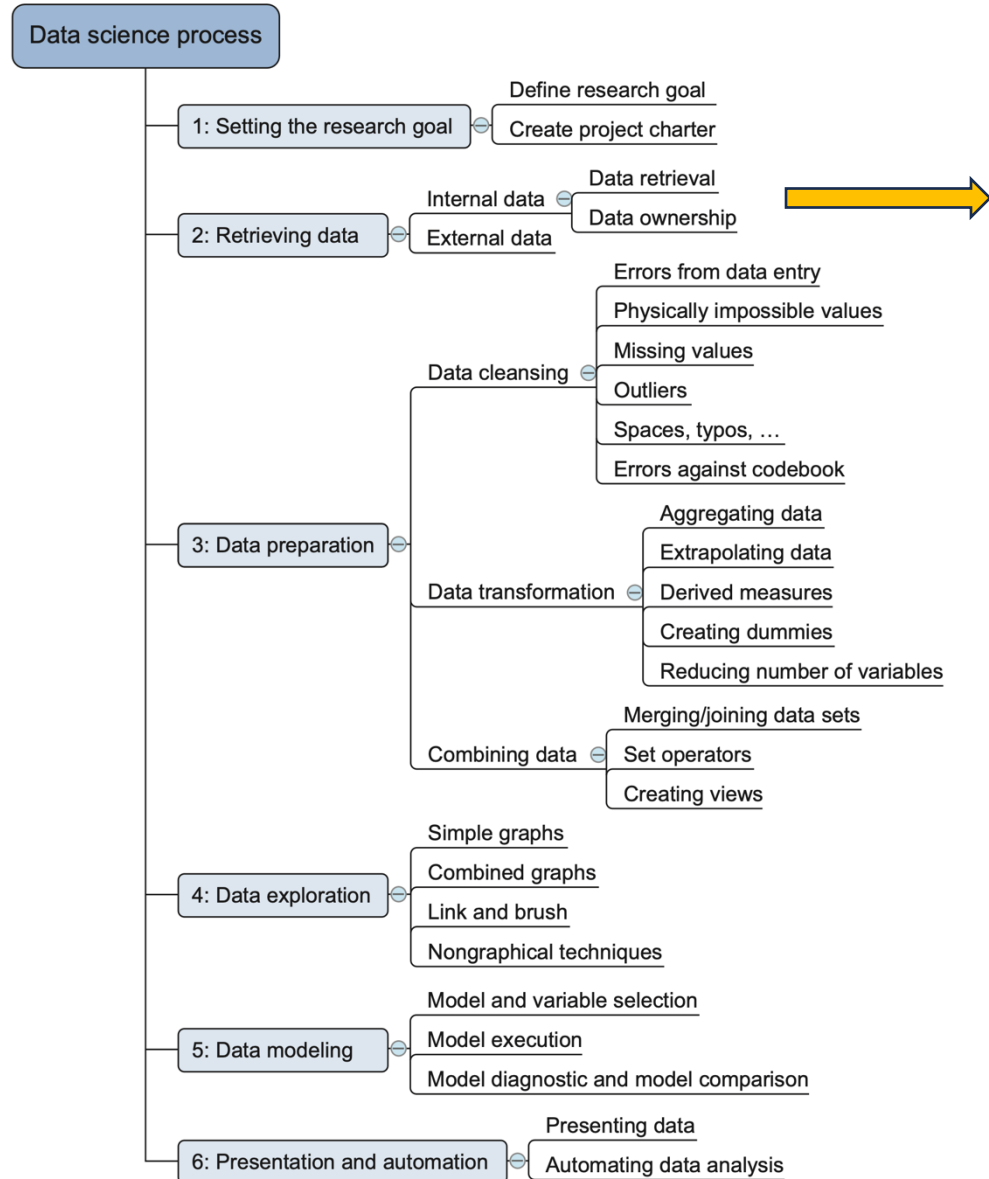 Data science process
1: Setting the research goal
Define research goal
Create project charter
2: Retrieving data
Internal data
Data retrieval
Data ownership
External data
3: Data preparation
Data cleansing
Errors from data entry
Physically impossible values
Missing values
Outliers
Spaces, typos, …
Errors against codebook
Data transformation
Aggregating data
Extrapolating data
Derived measures
Creating dummies
Reducing number of variables
Combining data
Merging/joining data sets
Set operators
Creating views
4: Data exploration
Simple graphs
Combined graphs
Link and brush
Nongraphical techniques
5: Data modeling
Model and variable selection
Model execution
Model diagnostic and model comparison
6: Presentation and automation
Presenting data
Automating data analysis